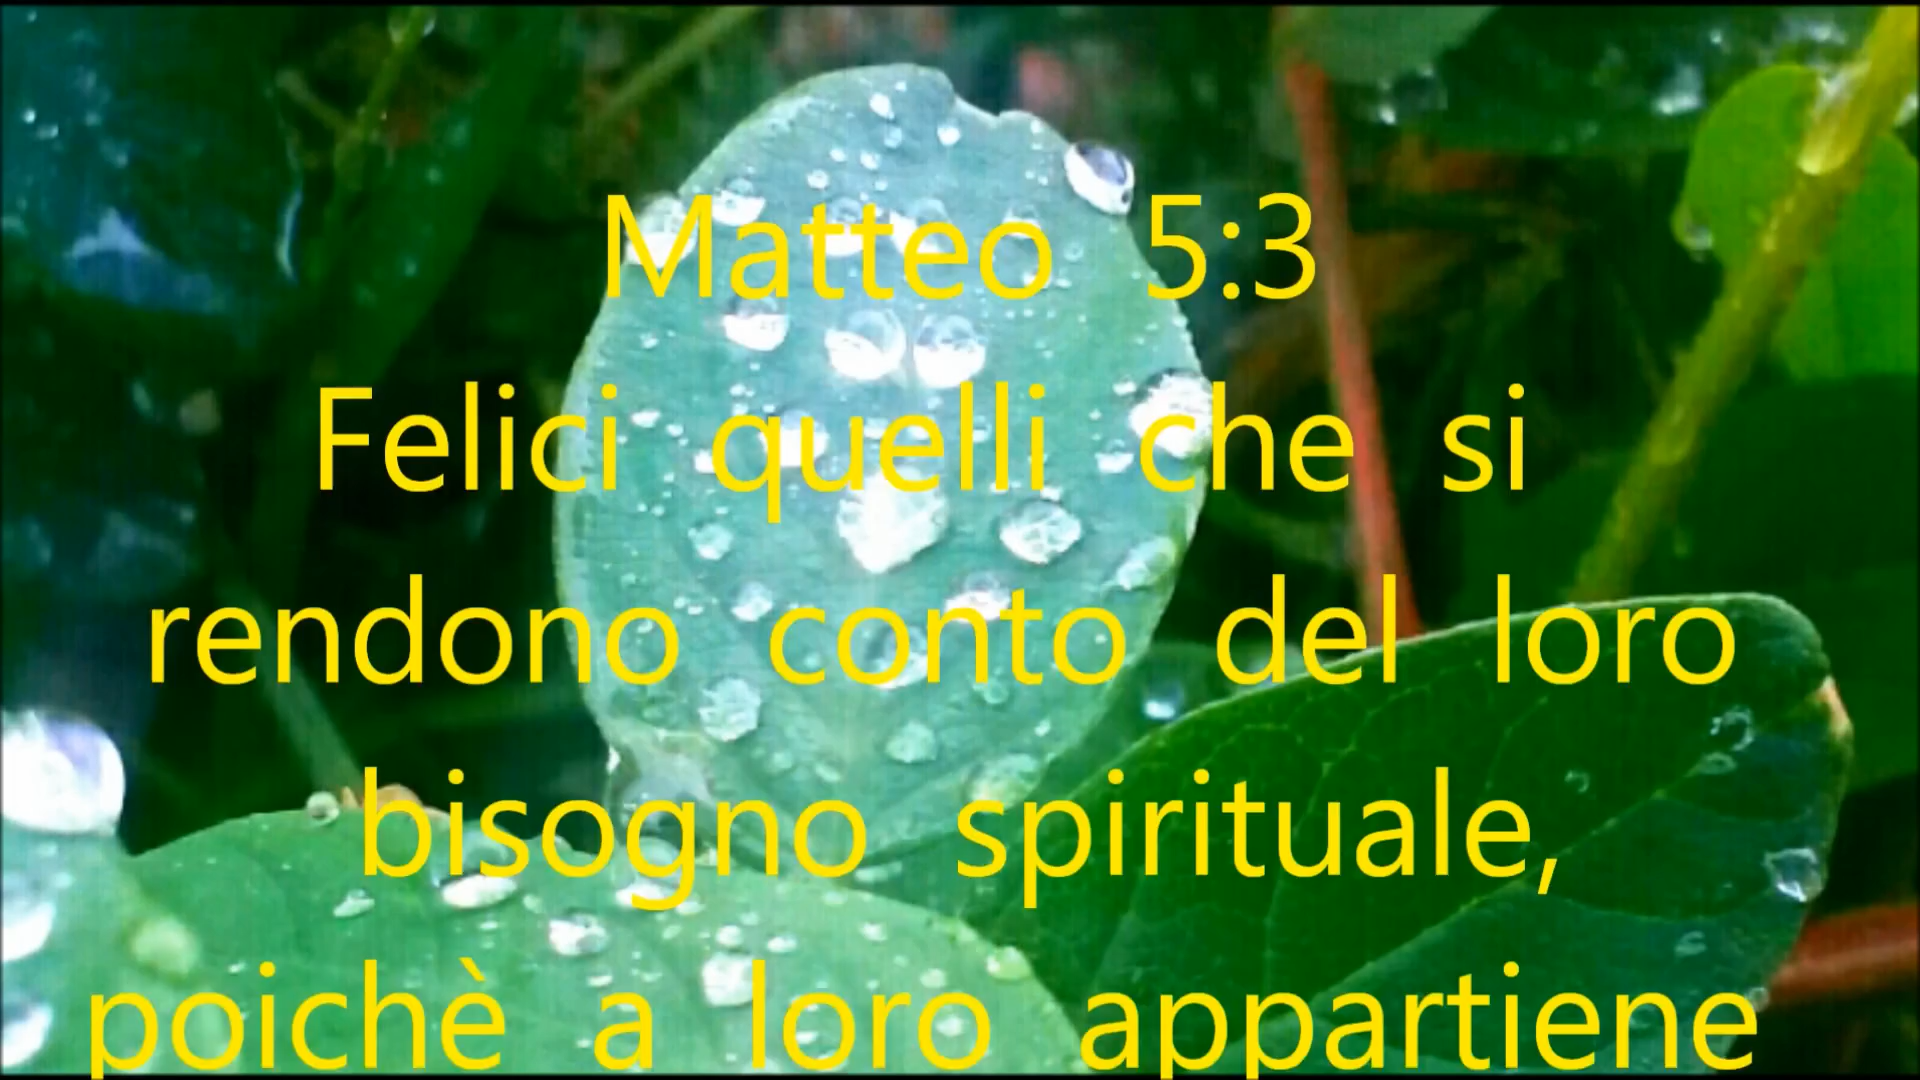 Matteo 5:3
Felici quelli che si
rendono conto del loro
bisogno spirituale,
poichè a loro appartiene